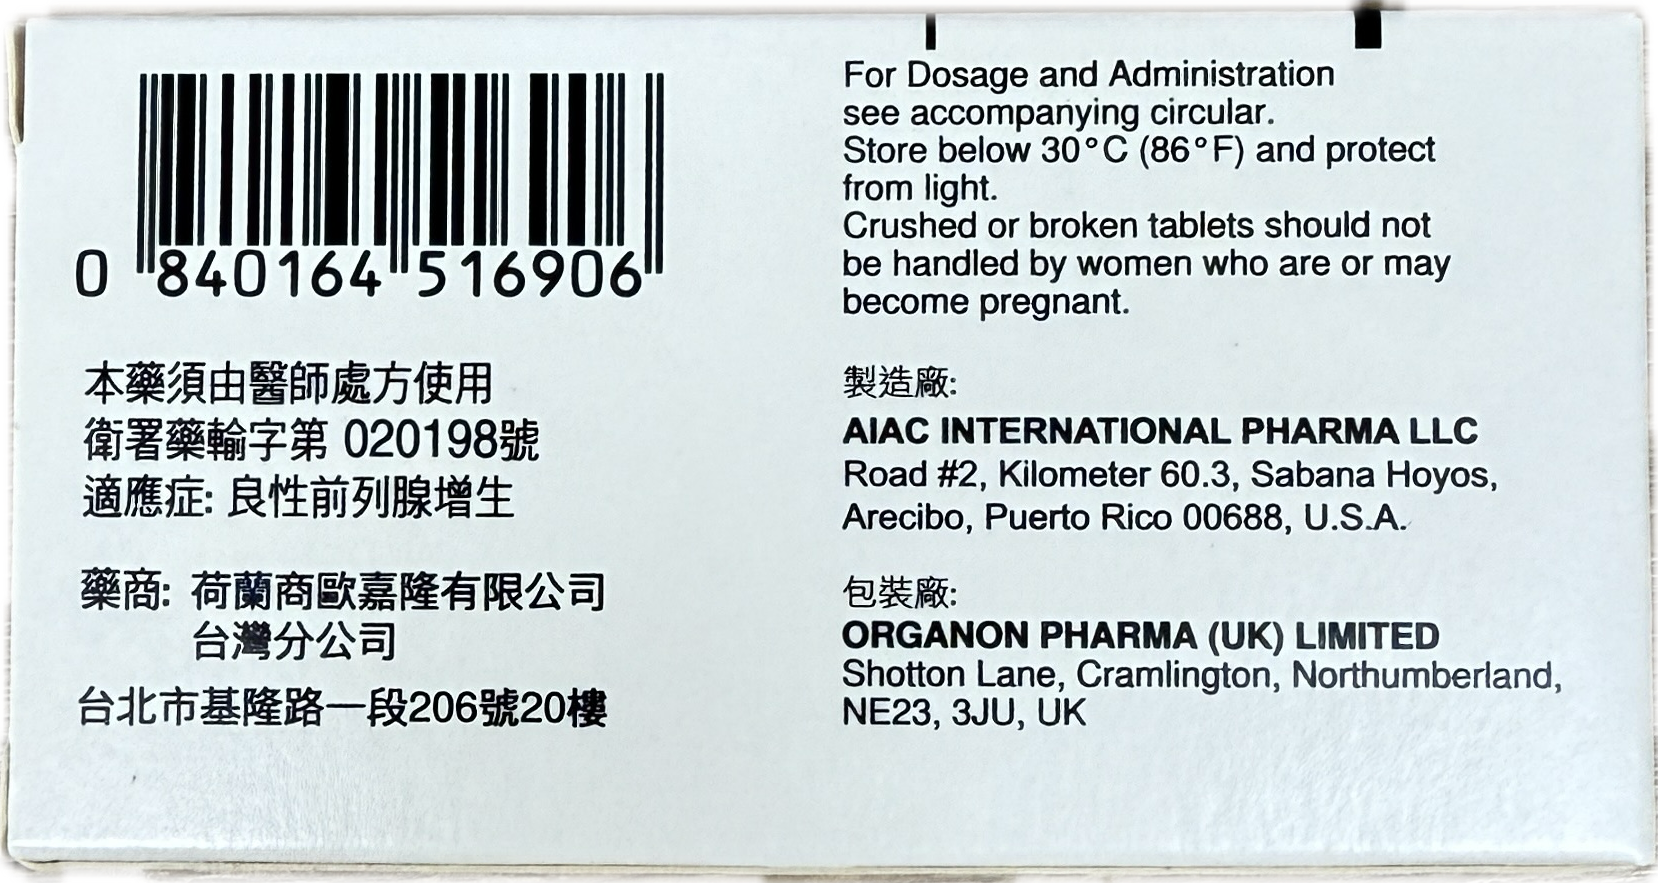 0 840164 516906
本藥須由醫師處方使用
衛署藥輸字第 020198號
適應症: 良性前列腺增生
藥商: 荷蘭商歐嘉隆有限公司
台灣分公司
台北市基隆路一段206號20樓
For Dosage and Administration
see accompanying circular.
Store below 30°C (86°F) and protect
from light.
Crushed or broken tablets should not
be handled by women who are or may
become pregnant.
製造廠:
AIAC INTERNATIONAL PHARMA LLC
Road #2, Kilometer 60.3, Sabana Hoyos,
Arecibo, Puerto Rico 00688, U.S.A.
包裝廠:
ORGANON PHARMA (UK) LIMITED
Shotton Lane, Cramlington, Northumberland,
NE23, 3JU, UK